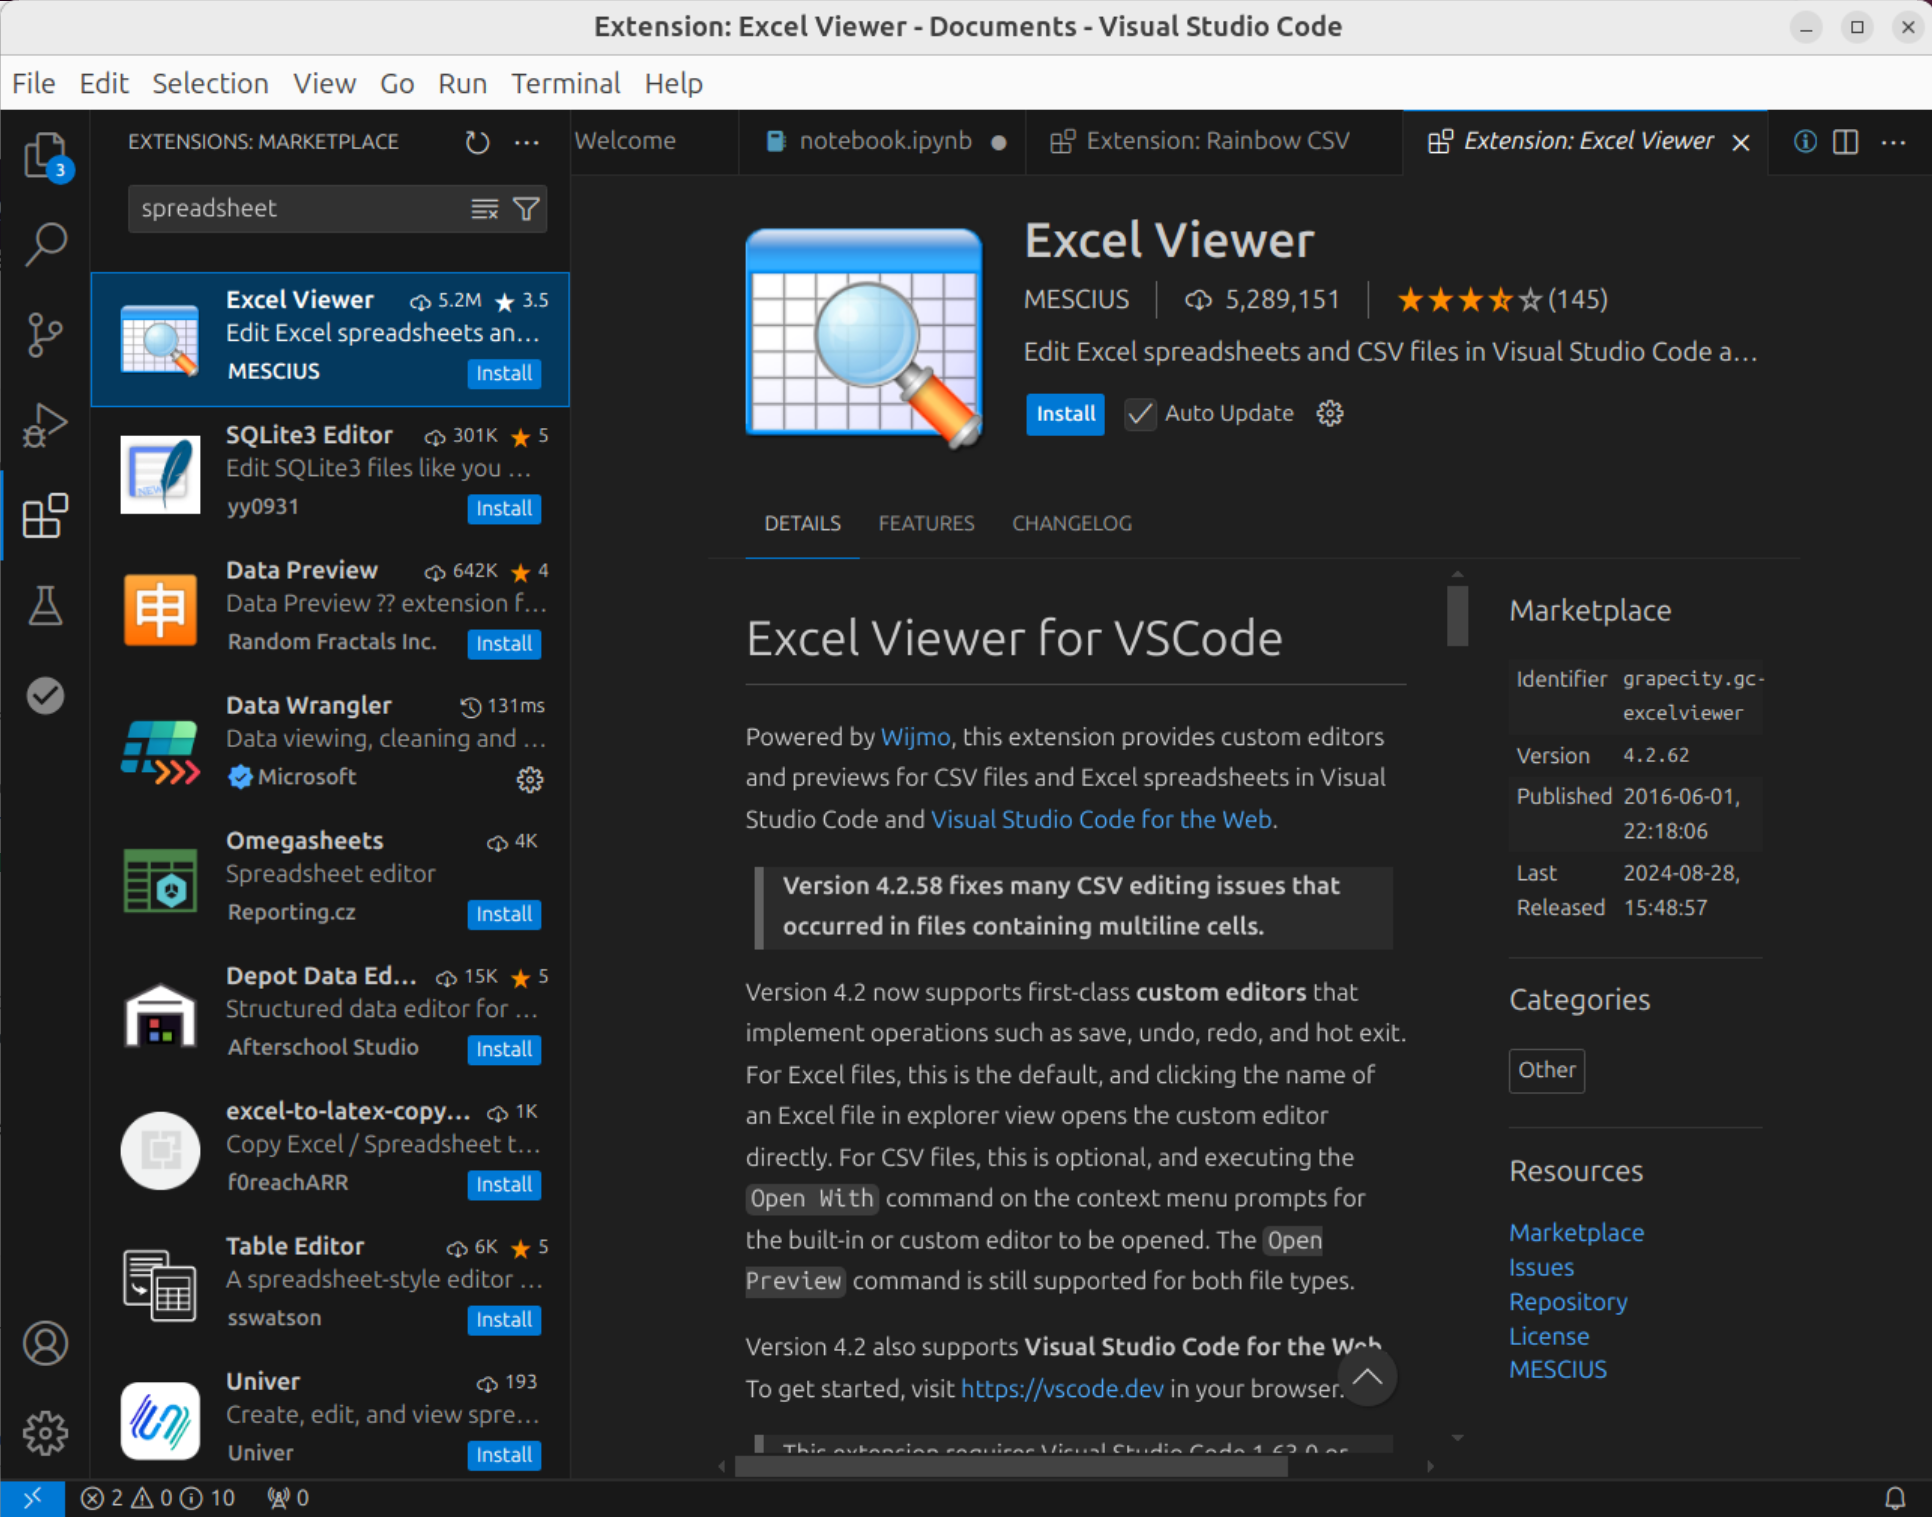 Extension: Excel Viewer - Documents - Visual Studio Code
File Edit Selection View Go Run Terminal Help
EXTENSIONS: MARKETPLACE
Welcome
notebook.ipynb
Extension: Rainbow CSV
Extension: Excel Viewer
3
spreadsheet
Excel Viewer 5.2M 3.5
Edit Excel spreadsheets an...
MESCIUS Install
SQLite3 Editor 301K 5
Edit SQLite3 files like you ...
yy0931 Install
Data Preview 642K 4
Data Preview ?? extension f...
Random Fractals Inc. Install
Data Wrangler 131ms
Data viewing, cleaning and ...
Microsoft
Omegasheets 4K
Spreadsheet editor
Reporting.cz Install
Depot Data Ed... 15K 5
Structured data editor for ...
Afterschool Studio Install
excel-to-latex-copy... 1K
Copy Excel / Spreadsheet t...
f0reachARR Install
Table Editor 6K 5
A spreadsheet-style editor ...
sswatson Install
Univer 193
Create, edit, and view spre...
Univer Install
Excel Viewer
MESCIUS 5,289,151 (145)
Edit Excel spreadsheets and CSV files in Visual Studio Code a...
Install Auto Update
DETAILS FEATURES CHANGELOG
Excel Viewer for VSCode
Powered by Wijmo, this extension provides custom editors
and previews for CSV files and Excel spreadsheets in Visual
Studio Code and Visual Studio Code for the Web.
Version 4.2.58 fixes many CSV editing issues that
occurred in files containing multiline cells.
Version 4.2 now supports first-class custom editors that
implement operations such as save, undo, redo, and hot exit.
For Excel files, this is the default, and clicking the name of
an Excel file in explorer view opens the custom editor
directly. For CSV files, this is optional, and executing the
Open With command on the context menu prompts for
the built-in or custom editor to be opened. The Open
Preview command is still supported for both file types.
Version 4.2 also supports Visual Studio Code for the Web.
To get started, visit https://vscode.dev in your browser.
This extension requires Visual Studio Code 1.63.0 or
Marketplace
Identifier grapecity.gc-
excelviewer
Version 4.2.62
Published 2016-06-01,
22:18:06
Last 2024-08-28,
Released 15:48:57
Categories
Other
Resources
Marketplace
Issues
Repository
License
MESCIUS
2 0 10 0